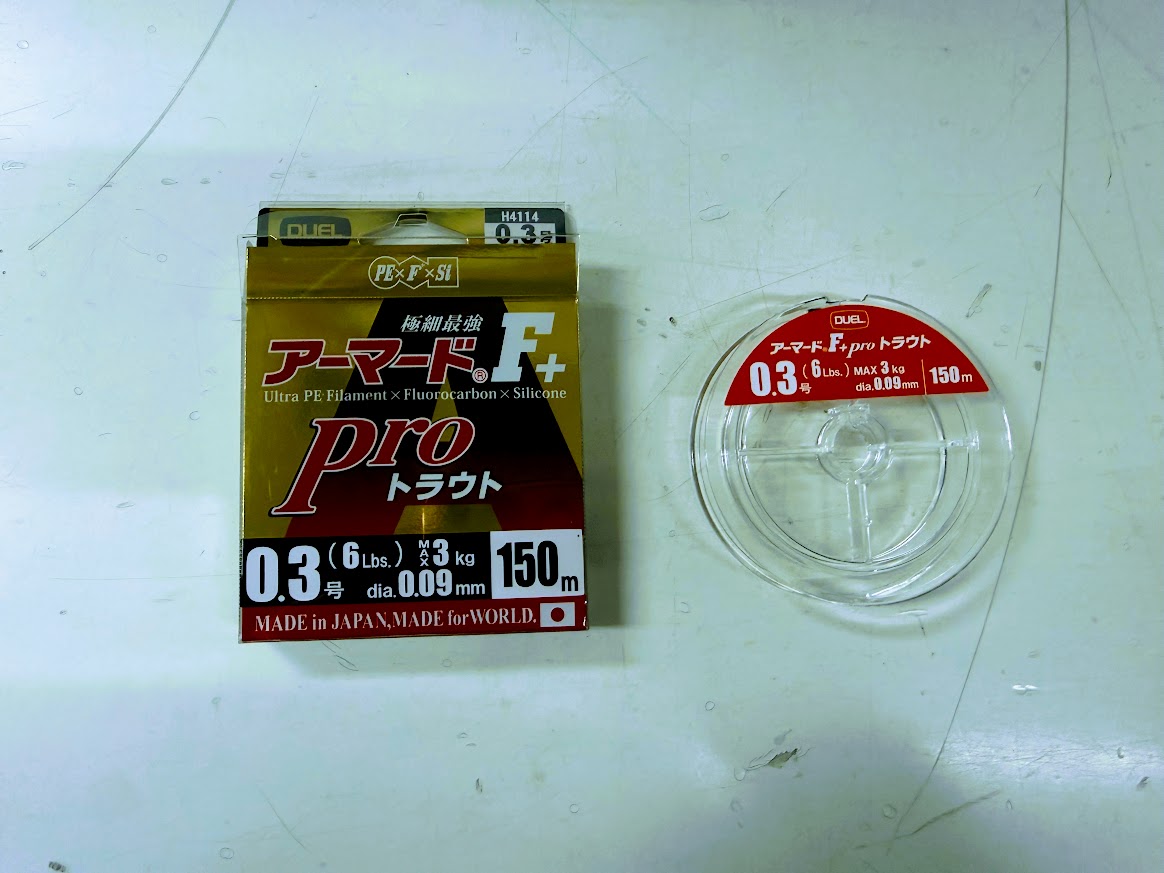 DUEL
H4114
0.3号
PE×F+×Si
極細最強
アーマード® F+
Ultra PE Filament×Fluorocarbon×Silicone
pro
トラウト
0.3号 (6Lbs.) MAX 3kg
dia. 0.09mm
150m
MADE in JAPAN,MADE for WORLD.
DUEL
アーマード® F+ pro トラウト
0.3号 (6Lbs.) MAX 3kg
dia.0.09mm
150m